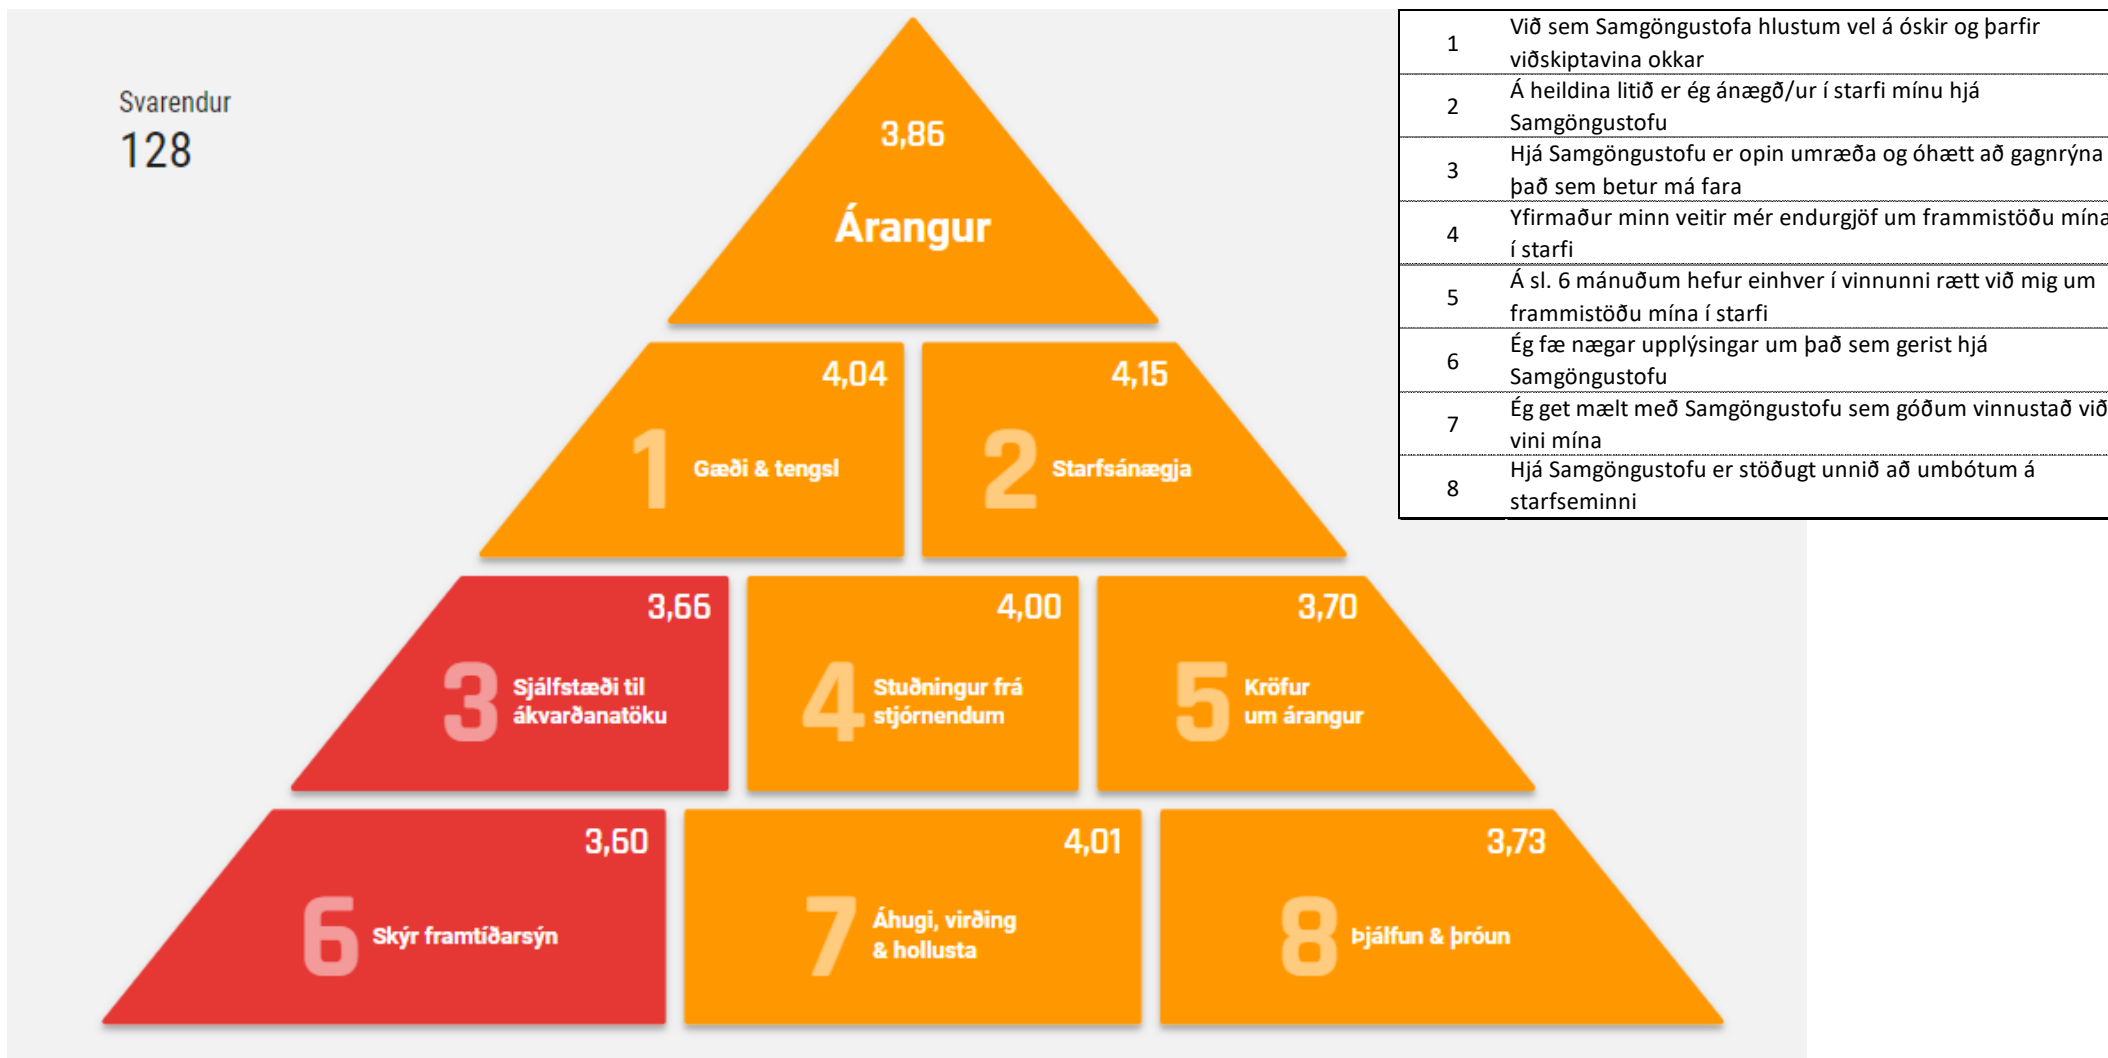 Svarendur
128
3,86
Árangur
4,04
1
Gæði & tengsl
4,15
2
Starfsánægja
3,66
3
Sjálfstæði til
ákvarðanatöku
4,00
4
Stuðningur frá
stjórnendum
3,70
5
Kröfur
um árangur
3,60
6
Skýr framtíðarsýn
4,01
7
Áhugi, virðing
& hollusta
3,73
8
Þjálfun & þróun
1
Við sem Samgöngustofa hlustum vel á óskir og þarfir
viðskiptavina okkar
2
Á heildina litið er ég ánægð/ur í starfi mínu hjá
Samgöngustofu
3
Hjá Samgöngustofu er opin umræða og óhætt að gagnrýna
það sem betur má fara
4
Yfirmaður minn veitir mér endurgjöf um frammistöðu mína
í starfi
5
Á sl. 6 mánuðum hefur einhver í vinnunni rætt við mig um
frammistöðu mína í starfi
6
Ég fæ nægar upplýsingar um það sem gerist hjá
Samgöngustofu
7
Ég get mælt með Samgöngustofu sem góðum vinnustað við
vini mína
8
Hjá Samgöngustofu er stöðugt unnið að umbótum á
starfseminni